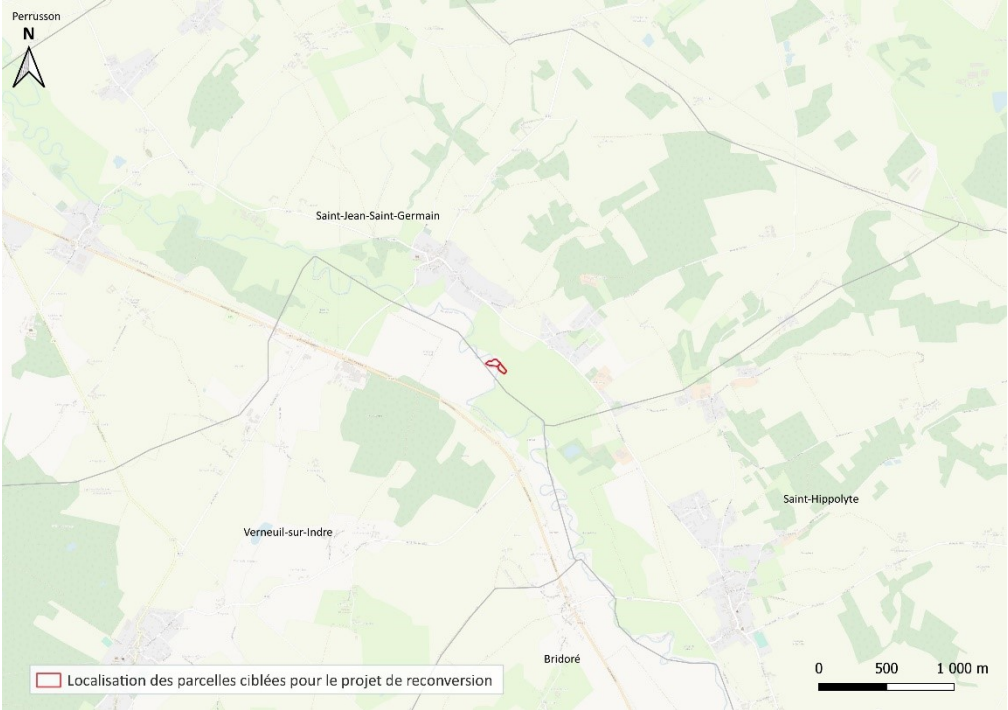 Perrusson
N
Saint-Jean-Saint-Germain
Saint-Hippolyte
Verneuil-sur-Indre
Bridoré
Localisation des parcelles ciblées pour le projet de reconversion
0 500 1 000 m